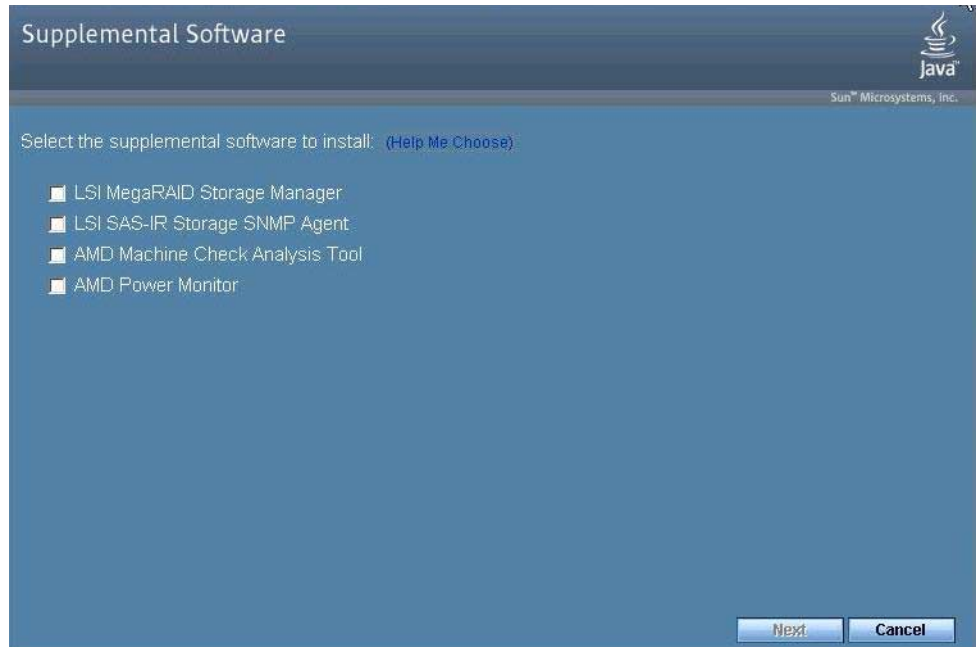 Supplemental Software
Java™
Sun™ Microsystems, Inc.
Select the supplemental software to install: (Help Me Choose)
LSI MegaRAID Storage Manager
LSI SAS-IR Storage SNMP Agent
AMD Machine Check Analysis Tool
AMD Power Monitor
Next Cancel